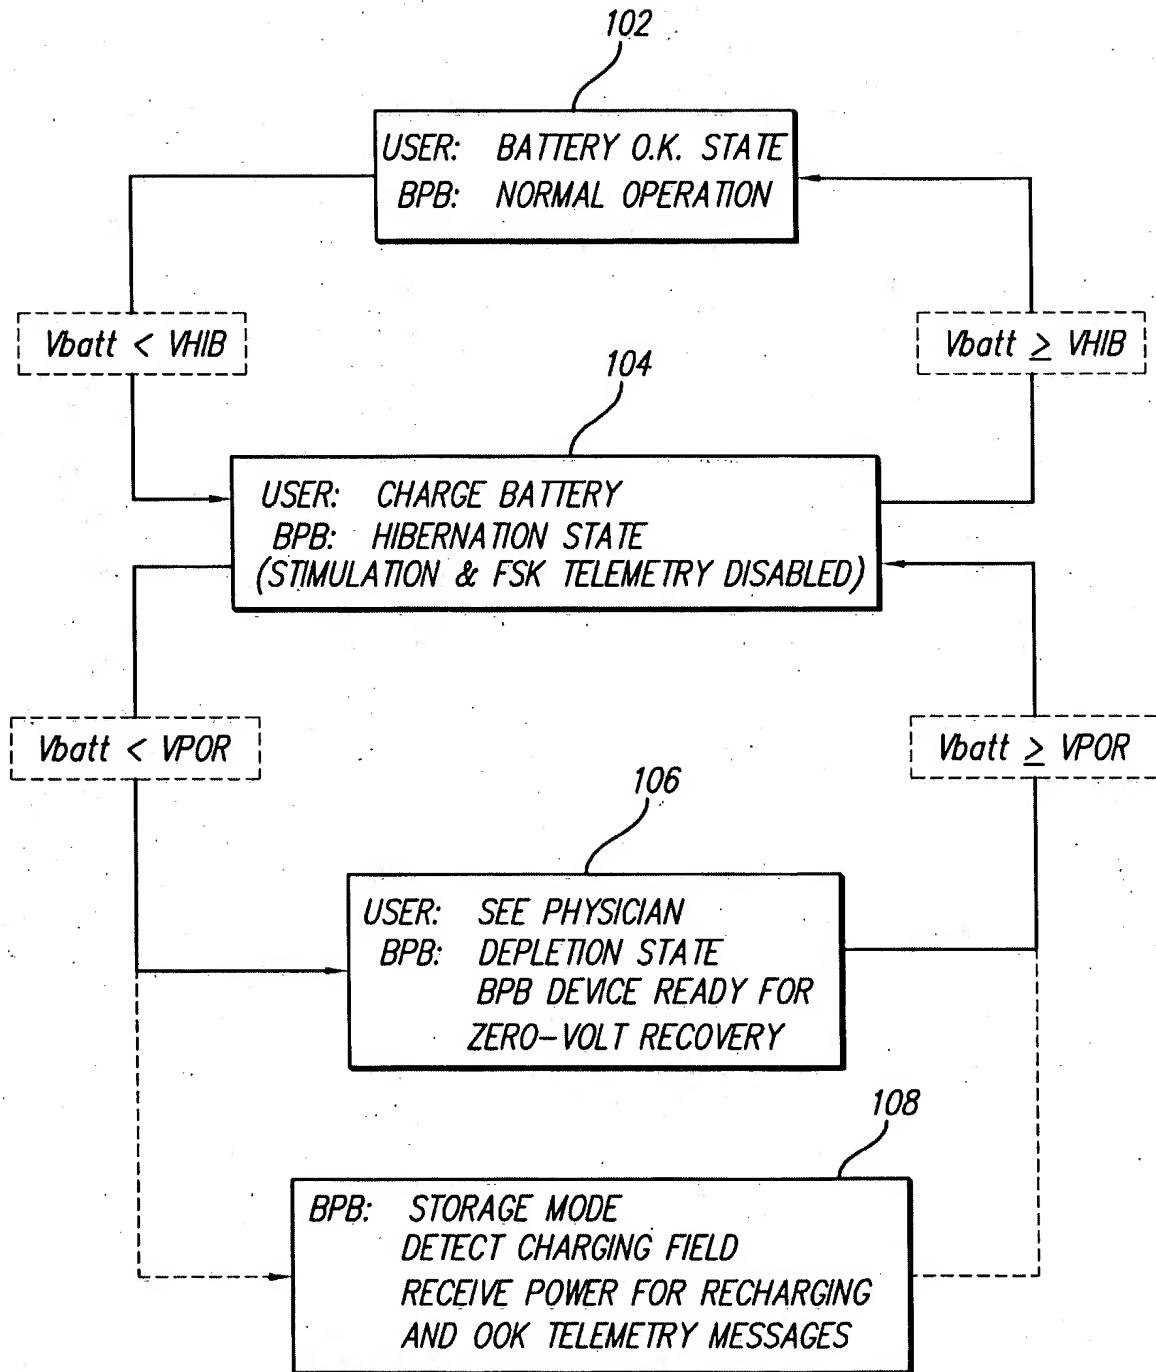 102
USER: BATTERY O.K. STATE
BPB: NORMAL OPERATION
Vbatt < VHIB
Vbatt ≥ VHIB
104
USER: CHARGE BATTERY
BPB: HIBERNATION STATE
(STIMULATION & FSK TELEMETRY DISABLED)
Vbatt < VPOR
Vbatt ≥ VPOR
106
USER: SEE PHYSICIAN
BPB: DEPLETION STATE
BPB DEVICE READY FOR
ZERO-VOLT RECOVERY
108
BPB: STORAGE MODE
DETECT CHARGING FIELD
RECEIVE POWER FOR RECHARGING
AND OOK TELEMETRY MESSAGES